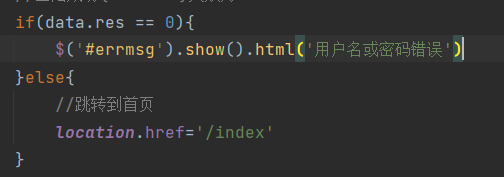 if(data.res == 0){
    $('#errmsg').show().html('用户名或密码错误')
}else{
    //跳转到首页
    location.href='/index'
}